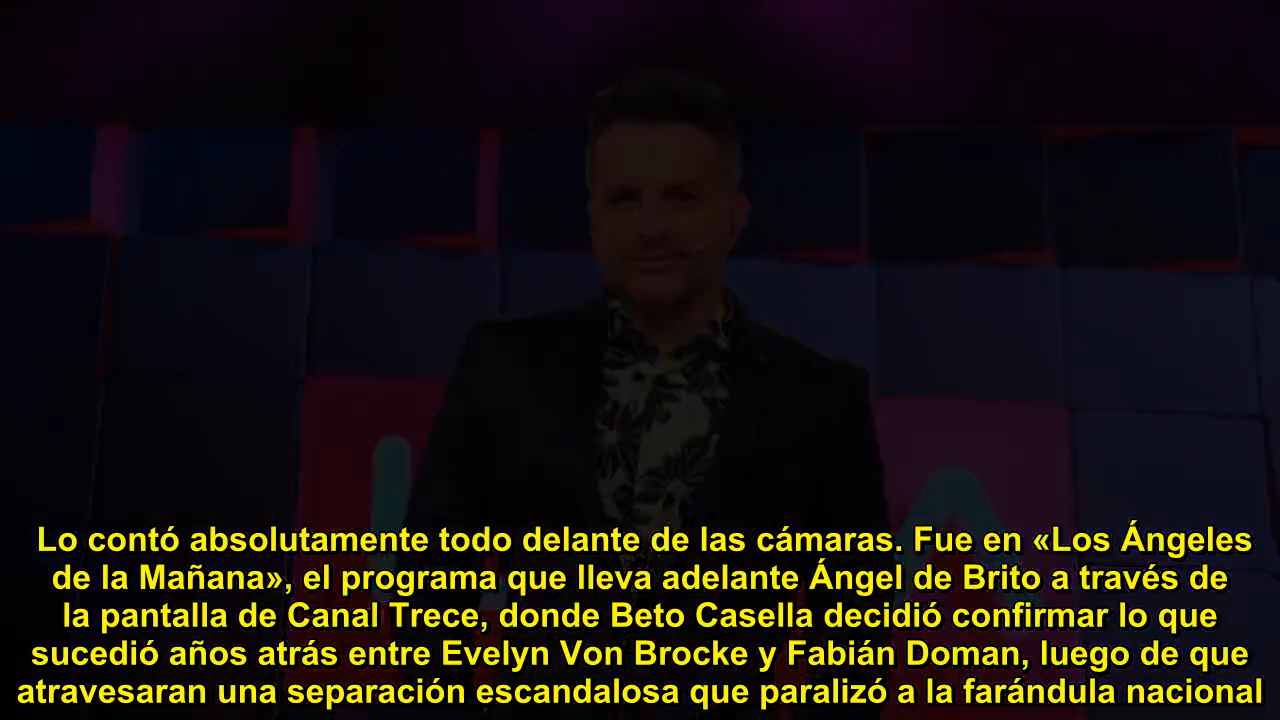 Lo contó absolutamente todo delante de las cámaras. Fue en «Los Ángeles
de la Mañana», el programa que lleva adelante Ángel de Brito a través de
la pantalla de Canal Trece, donde Beto Casella decidió confirmar lo que
sucedió años atrás entre Evelyn Von Brocke y Fabián Doman, luego de que
atravesaran una separación escandalosa que paralizó a la farándula nacional